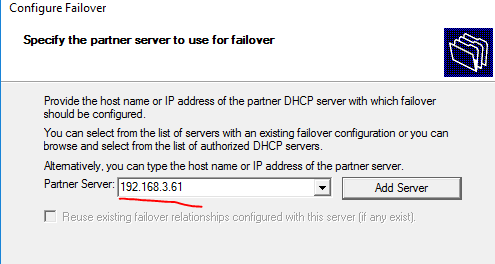 Configure Failover
Specify the partner server to use for failover
Provide the host name or IP address of the partner DHCP server with which failover
should be configured.
You can select from the list of servers with an existing failover configuration or you can
browse and select from the list of authorized DHCP servers.
Alternatively, you can type the host name or IP address of the partner server.
Partner Server: 192.168.3.61 Add Server
Reuse existing failover relationships configured with this server (if any exist).